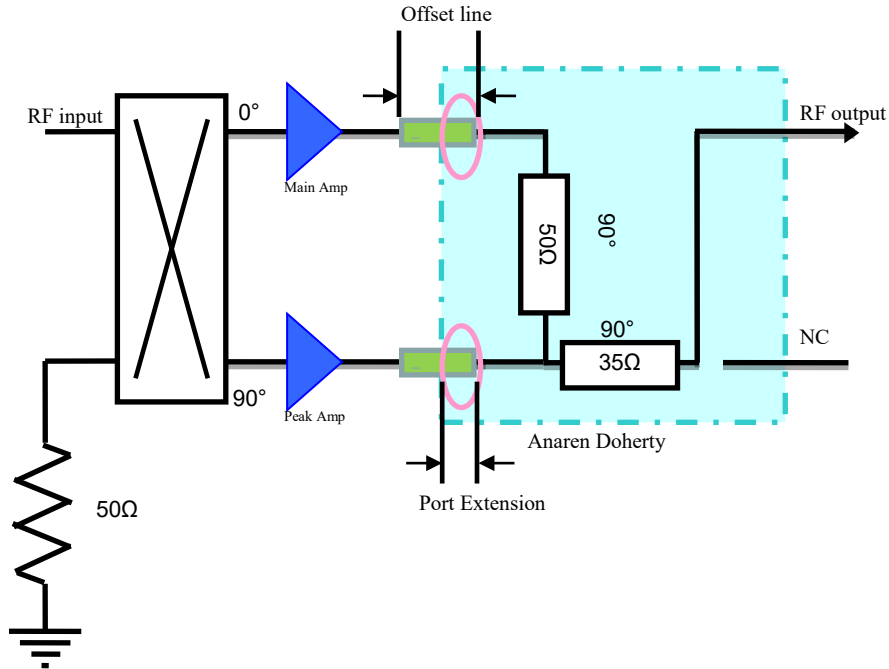 Offset line
RF input
0°
RF output
Main Amp
50Ω
90°
90°
35Ω
NC
90°
Peak Amp
Anaren Doherty
Port Extension
50Ω